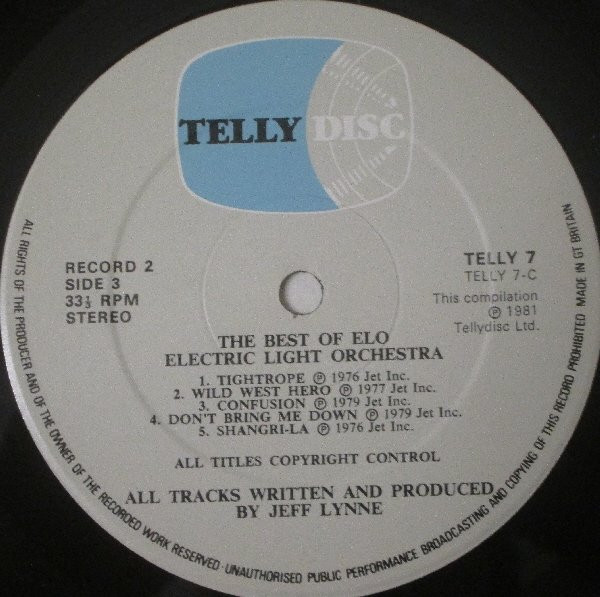 TELLY DISC
RECORD 2
SIDE 3
33⅓ RPM
STEREO
TELLY 7
TELLY 7-C
This compilation
℗ 1981
Tellydisc Ltd.
THE BEST OF ELO
ELECTRIC LIGHT ORCHESTRA
1. TIGHTROPE ℗ 1976 Jet Inc.
2. WILD WEST HERO ℗ 1977 Jet Inc.
3. CONFUSION ℗ 1979 Jet Inc.
4. DON'T BRING ME DOWN ℗ 1979 Jet Inc.
5. SHANGRI-LA ℗ 1976 Jet Inc.
ALL TITLES COPYRIGHT CONTROL
ALL TRACKS WRITTEN AND PRODUCED
BY JEFF LYNNE
ALL RIGHTS OF THE PRODUCER AND OF THE OWNER OF THE RECORDED WORK RESERVED · UNAUTHORISED PUBLIC PERFORMANCE BROADCASTING AND COPYING OF THIS RECORD PROHIBITED MADE IN GT BRITAIN